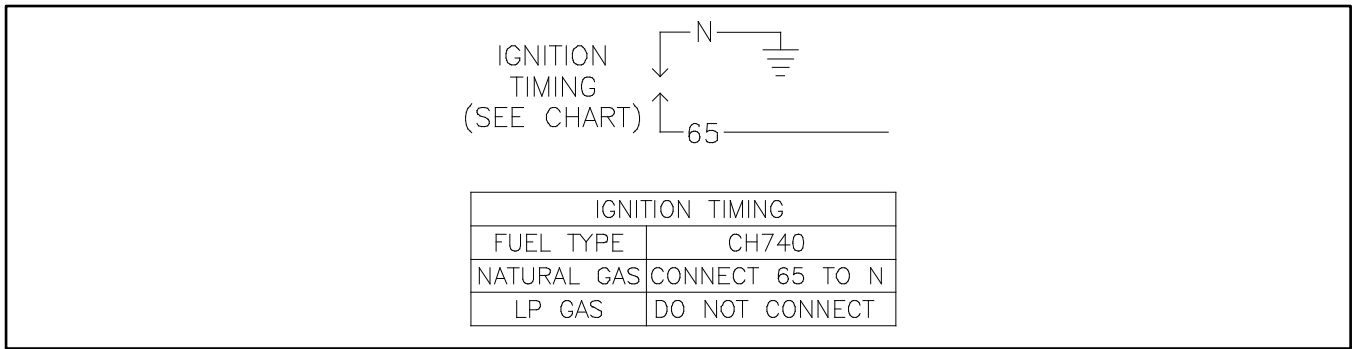 N
IGNITION
TIMING
(SEE CHART)
65
IGNITION TIMING
FUEL TYPE CH740
NATURAL GAS CONNECT 65 TO N
LP GAS DO NOT CONNECT